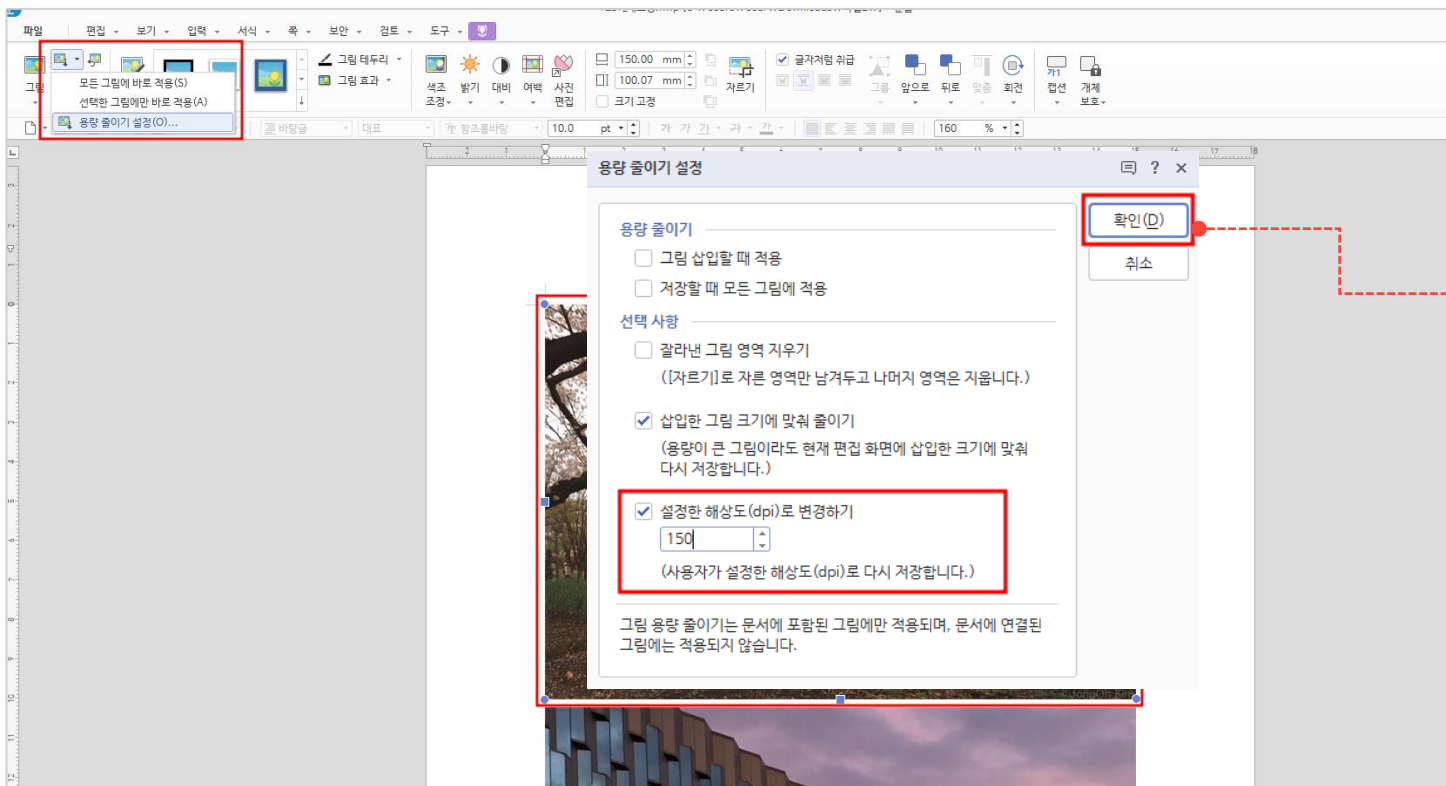 파일 편집 보기 입력 서식 쪽 보안 검토 도구
그림 테두리
그림 효과
색조 조정 밝기 대비 여백 사진 편집
150.00 mm
100.07 mm
크기 고정
자르기
글자처럼 취급
그룹 앞으로 뒤로 맞춤 회전
캡션 개체 보호
그림
모든 그림에 바로 적용(S)
선택한 그림에만 바로 적용(A)
용량 줄이기 설정(O)...
바탕글 대표 함초롬바탕 10.0 pt 가 가 가 가 가 160 %
용량 줄이기 설정
확인(D)
취소
용량 줄이기
그림 삽입할 때 적용
저장할 때 모든 그림에 적용
선택 사항
잘라낸 그림 영역 지우기
([자르기]로 자른 영역만 남겨두고 나머지 영역은 지웁니다.)
삽입한 그림 크기에 맞춰 줄이기
(용량이 큰 그림이라도 현재 편집 화면에 삽입한 크기에 맞춰
다시 저장합니다.)
설정한 해상도(dpi)로 변경하기
150
(사용자가 설정한 해상도(dpi)로 다시 저장합니다.)
그림 용량 줄이기는 문서에 포함된 그림에만 적용되며, 문서에 연결된
그림에는 적용되지 않습니다.